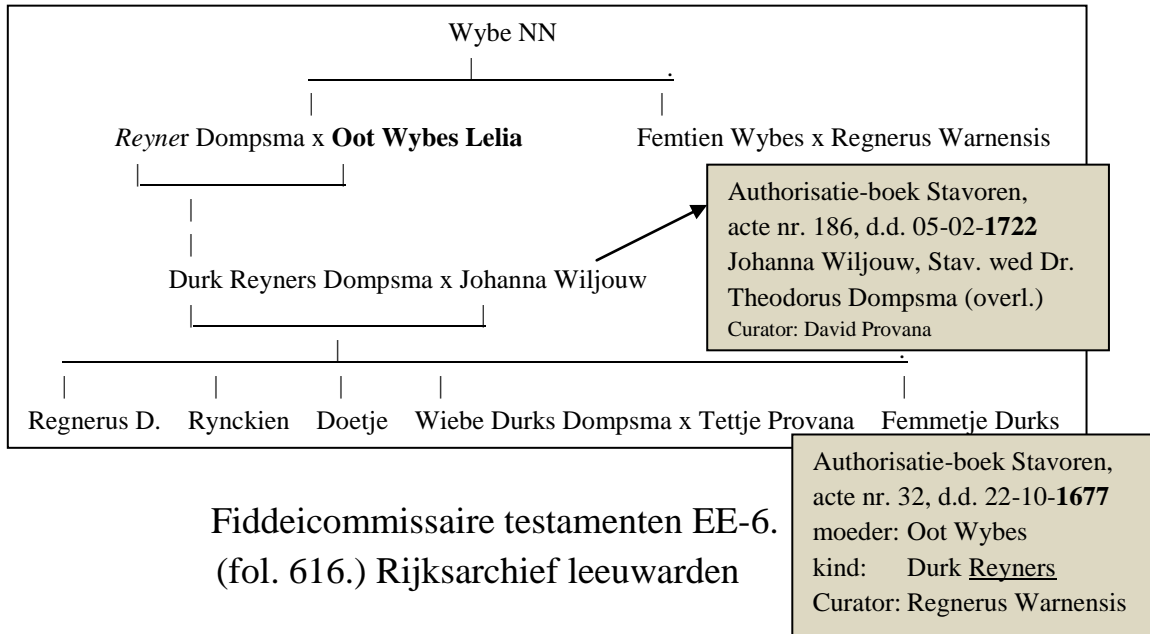 Wybe NN
Reyner Dompsma x Oot Wybes Lelia Femtien Wybes x Regnerus Warnensis
Authorisatie-boek Stavoren,
acte nr. 186, d.d. 05-02-1722
Johanna Wiljouw, Stav. wed Dr.
Theodorus Dompsma (overl.)
Curator: David Provana
Durk Reyners Dompsma x Johanna Wiljouw
Regnerus D. Rynckien Doetje Wiebe Durks Dompsma x Tettje Provana Femmetje Durks
Authorisatie-boek Stavoren,
acte nr. 32, d.d. 22-10-1677
moeder: Oot Wybes
kind: Durk Reyners
Curator: Regnerus Warnensis
Fiddeicommissaire testamenten EE-6.
(fol. 616.) Rijksarchief leeuwarden